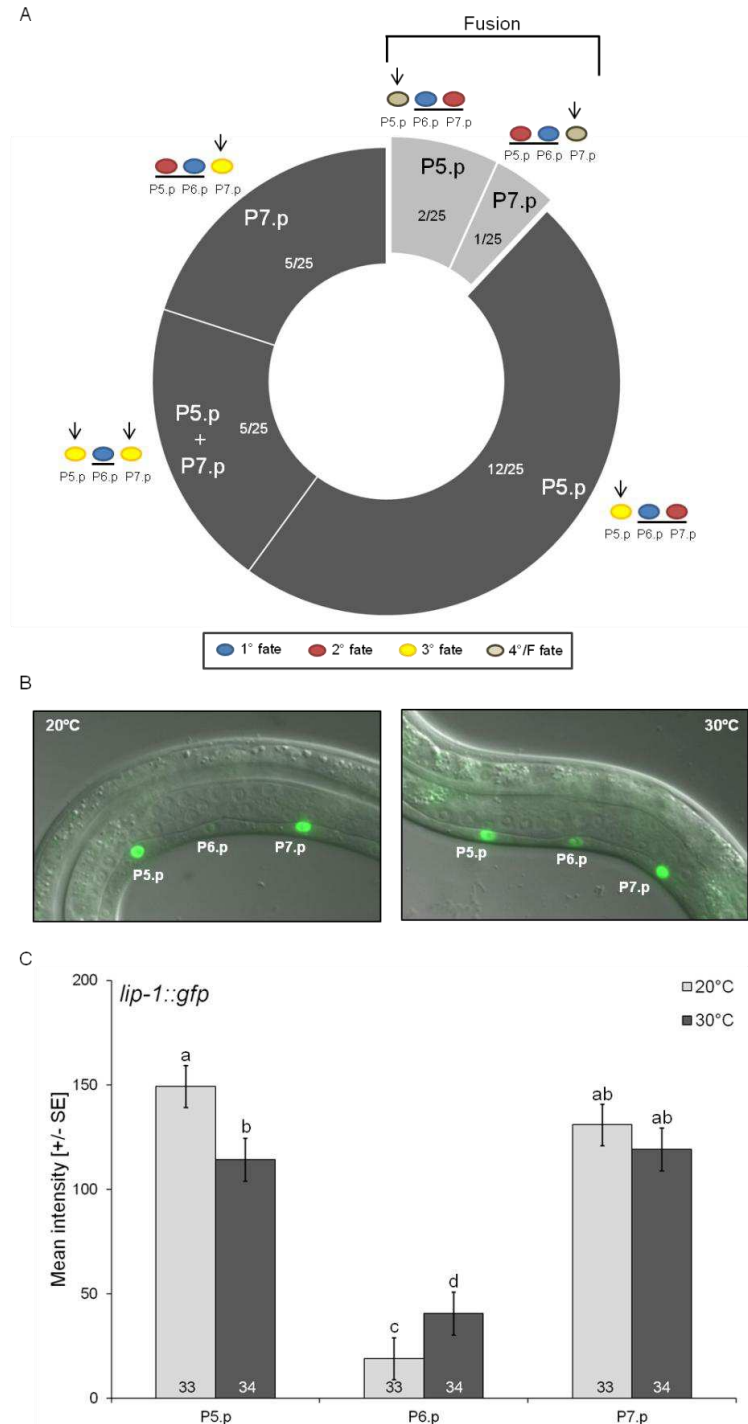 A
Fusion
P5.p P6.p P7.p
P5.p P6.p P7.p
P5.p P6.p P7.p
P5.p
2/25
P7.p
1/25
P7.p
5/25
P5.p
+
P7.p
5/25
12/25
P5.p
P5.p P6.p P7.p
P5.p P6.p P7.p
1° fate 2° fate 3° fate 4°/F fate
B
20ºC
P5.p
P6.p
P7.p
30ºC
P5.p
P6.p
P7.p
C
lip-1::gfp
20°C
30°C
Mean intensity [+/- SE]
200
150
100
50
0
a
b
c
d
ab
ab
33 34 33 34 33 34
P5.p P6.p P7.p